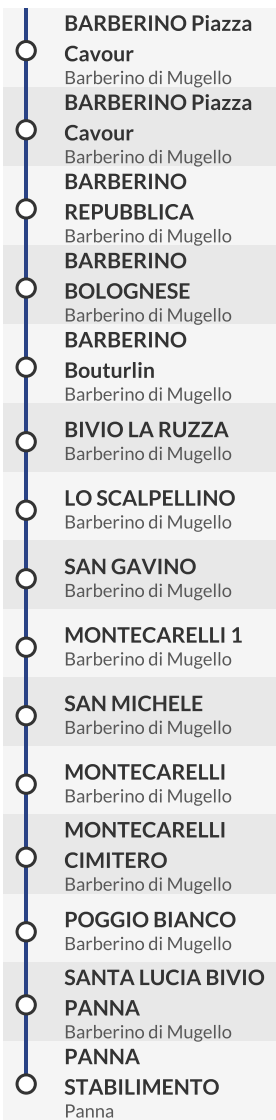 BARBERINO Piazza
Cavour
Barberino di Mugello
BARBERINO Piazza
Cavour
Barberino di Mugello
BARBERINO
REPUBBLICA
Barberino di Mugello
BARBERINO
BOLOGNESE
Barberino di Mugello
BARBERINO
Bouturlin
Barberino di Mugello
BIVIO LA RUZZA
Barberino di Mugello
LO SCALPELLINO
Barberino di Mugello
SAN GAVINO
Barberino di Mugello
MONTECARELLI 1
Barberino di Mugello
SAN MICHELE
Barberino di Mugello
MONTECARELLI
Barberino di Mugello
MONTECARELLI
CIMITERO
Barberino di Mugello
POGGIO BIANCO
Barberino di Mugello
SANTA LUCIA BIVIO
PANNA
Barberino di Mugello
PANNA
STABILIMENTO
Panna